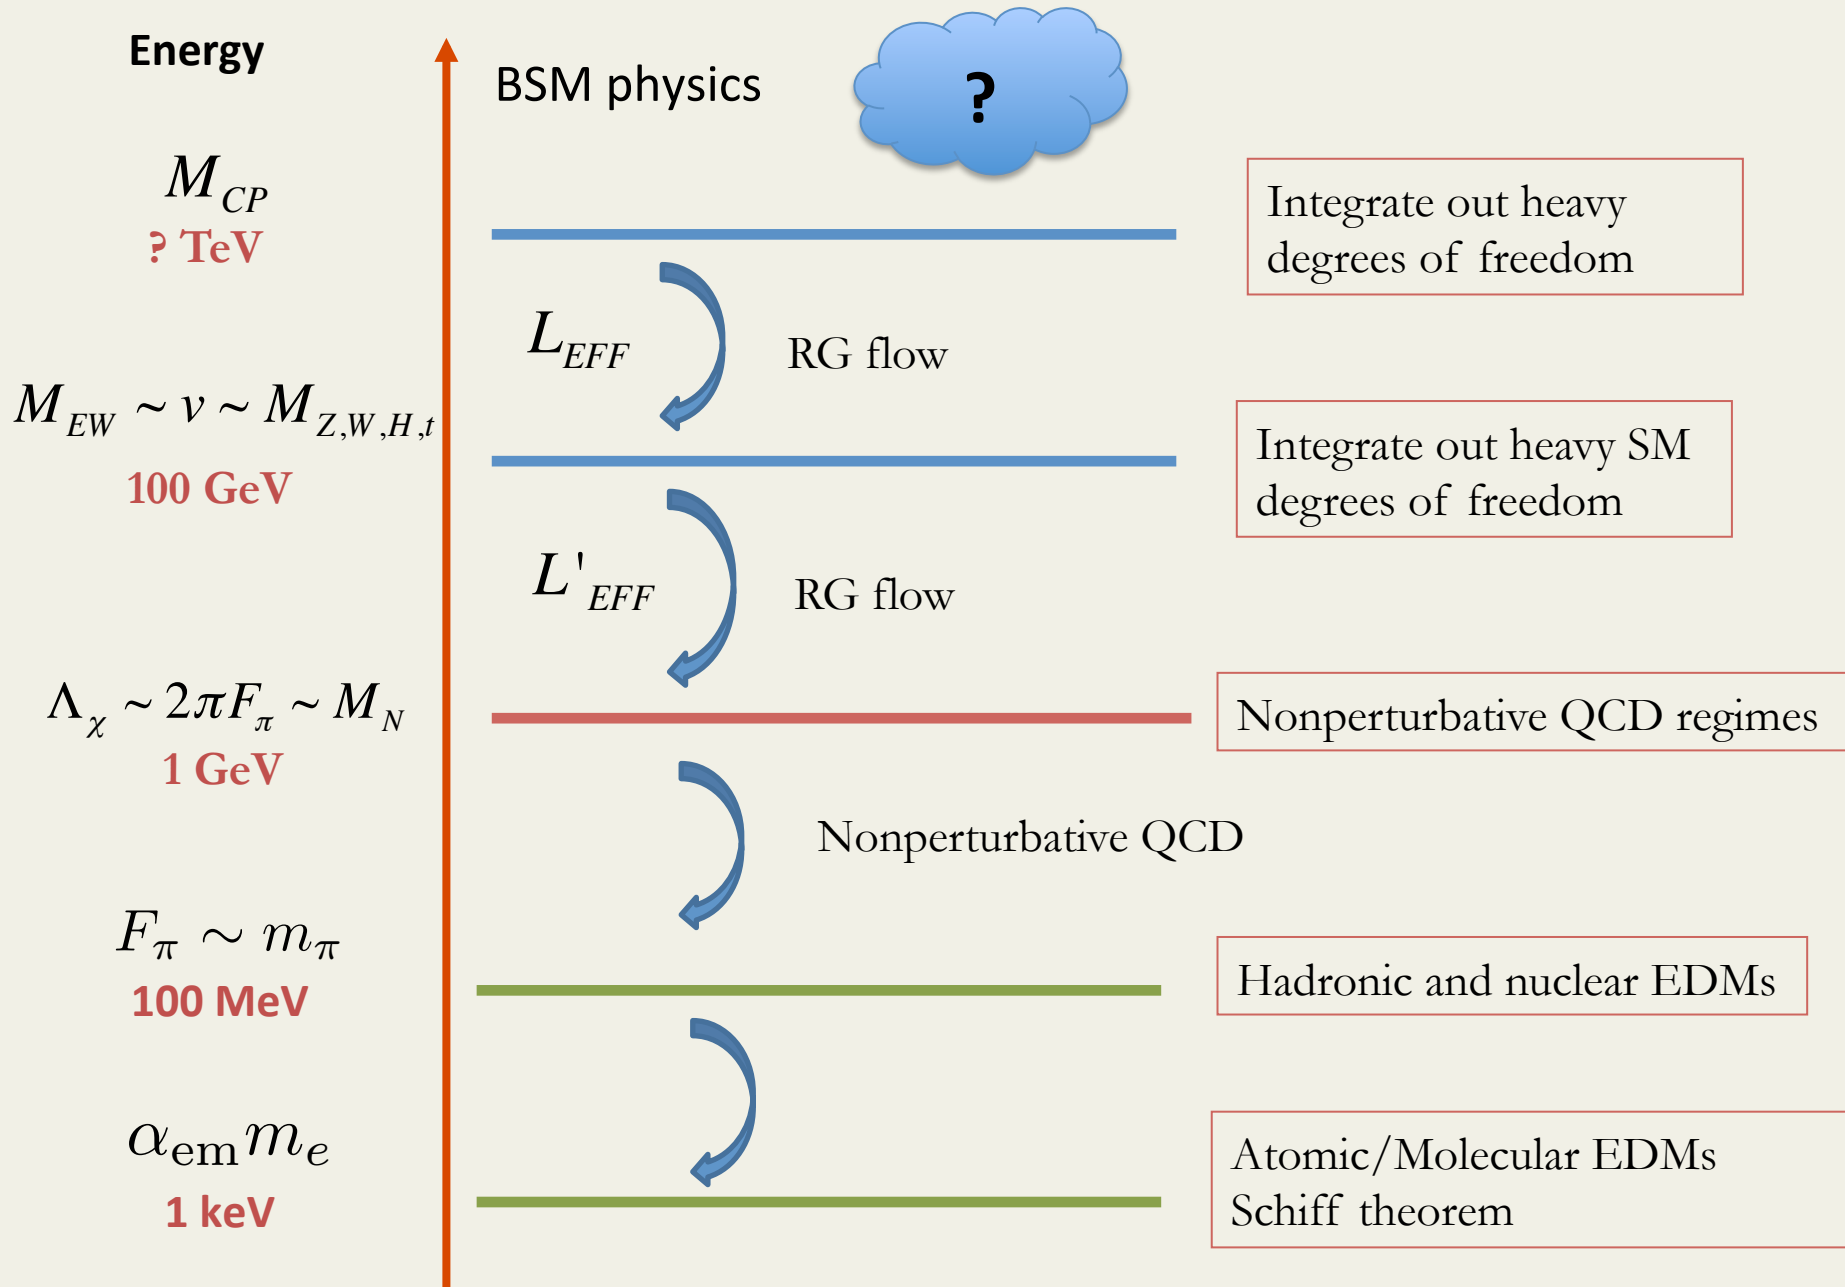 Energy
BSM physics
?
M_CP
? TeV
Integrate out heavy
degrees of freedom
L_EFF
RG flow
M_EW ~ v ~ M_Z,W,H,t
100 GeV
Integrate out heavy SM
degrees of freedom
L'_EFF
RG flow
Λ_χ ~ 2πF_π ~ M_N
1 GeV
Nonperturbative QCD regimes
Nonperturbative QCD
F_π ∼ m_π
100 MeV
Hadronic and nuclear EDMs
α_em m_e
1 keV
Atomic/Molecular EDMs
Schiff theorem